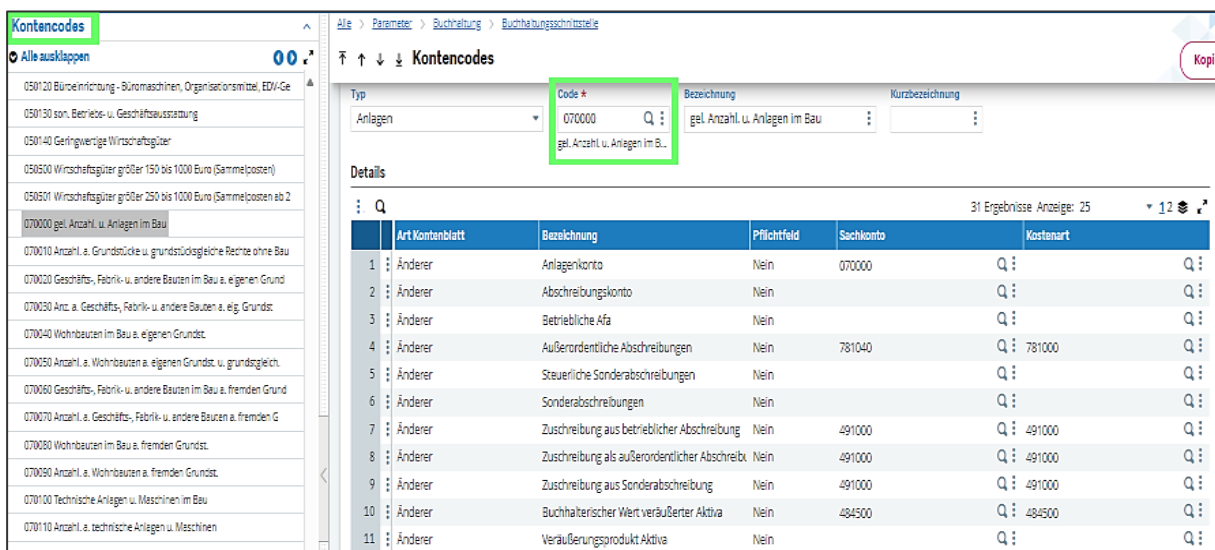 Kontencodes
Alle ausklappen
050120 Büroeinrichtung - Büromaschinen, Organisationsmittel, EDV-Ge
050130 son. Betriebs- u. Geschäftsausstattung
050140 Geringwertige Wirtschaftsgüter
050500 Wirtschaftsgüter größer 150 bis 1000 Euro (Sammelposten)
050501 Wirtschaftsgüter größer 250 bis 1000 Euro (Sammelposten ab 2
070000 gel. Anzahl. u. Anlagen im Bau
070010 Anzahl. a. Grundstücke u. grundstücksgleiche Rechte ohne Bau
070020 Geschäfts-, Fabrik- u. andere Bauten im Bau a. eigenen Grund
070030 Anz. a. Geschäfts-, Fabrik- u. andere Bauten a. eig. Grundst
070040 Wohnbauten im Bau a. eigenen Grundst.
070050 Anzahl. a. Wohnbauten a. eigenen Grundst. u. grundstgleich.
070060 Geschäfts-, Fabrik- u. andere Bauten im Bau a. fremden Grund
070070 Anzahl. a. Geschäfts-, Fabrik- u. andere Bauten a. fremden G
070080 Wohnbauten im Bau a. fremden Grundst.
070090 Anzahl. a. Wohnbauten a. fremden Grundst.
070100 Technische Anlagen u. Maschinen im Bau
070110 Anzahl. a. technische Anlagen u. Maschinen
Alle > Parameter > Buchhaltung > Buchhaltungsschnittstelle
Kontencodes
Kopi
Typ Code * Bezeichnung Kurzbezeichnung
Anlagen 070000 gel. Anzahl. u. Anlagen im Bau
gel. Anzahl. u. Anlagen im B...
Details
31 Ergebnisse Anzeige: 25 1 2
Art Kontenblatt Bezeichnung Pflichtfeld Sachkonto Kostenart
1 Änderer Anlagenkonto Nein 070000
2 Änderer Abschreibungskonto Nein
3 Änderer Betriebliche Afa Nein
4 Änderer Außerordentliche Abschreibungen Nein 781040 781000
5 Änderer Steuerliche Sonderabschreibungen Nein
6 Änderer Sonderabschreibungen Nein
7 Änderer Zuschreibung aus betrieblicher Abschreibung Nein 491000 491000
8 Änderer Zuschreibung als außerordentlicher Abschreibu Nein 491000 491000
9 Änderer Zuschreibung aus Sonderabschreibung Nein 491000 491000
10 Änderer Buchhalterischer Wert veräußerter Aktiva Nein 484500 484500
11 Änderer Veräußerungsprodukt Aktiva Nein